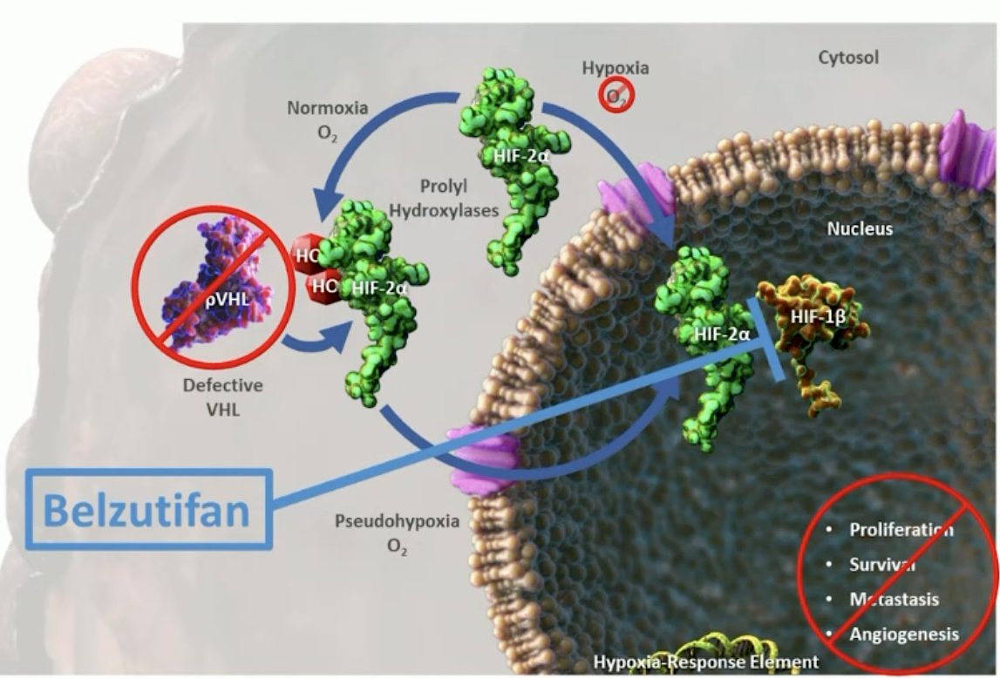 Cytosol
Hypoxia
O₂
Normoxia
O₂
HIF-2α
Prolyl
Hydroxylases
Nucleus
HO
HO
HIF-2α
pVHL
HIF-1β
HIF-2α
Defective
VHL
Belzutifan
Pseudohypoxia
O₂
• Proliferation
• Survival
• Metastasis
• Angiogenesis
Hypoxia-Response Element